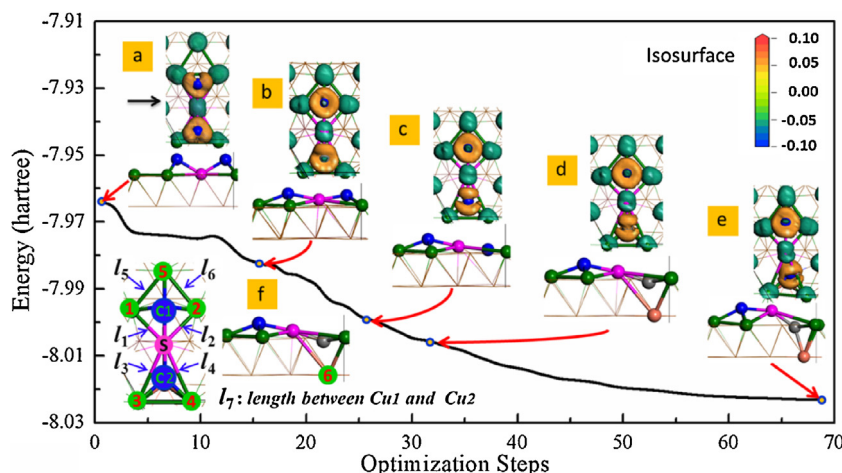 -7.91
-7.93
-7.95
-7.97
-7.99
-8.01
-8.03
Energy (hartree)
0
10
20
30
40
50
60
70
Optimization Steps
Isosurface
0.10
0.05
0.00
-0.05
-0.10
a
b
c
d
e
f
l5
5
l6
1
C1
2
l1
S
l2
l3
C2
l4
3
4
6
l7 : length between Cu1 and Cu2